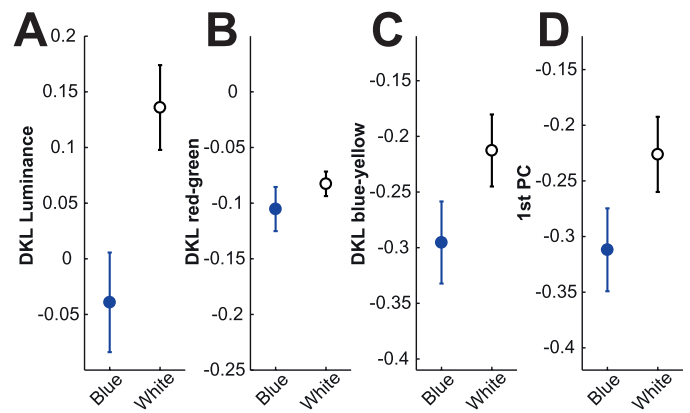 A
B
C
D
DKL Luminance
0.2
0.15
0.1
0.05
0
-0.05
Blue
White
DKL red-green
0
-0.05
-0.1
-0.15
-0.2
-0.25
Blue
White
DKL blue-yellow
-0.15
-0.2
-0.25
-0.3
-0.35
-0.4
Blue
White
1st PC
-0.15
-0.2
-0.25
-0.3
-0.35
-0.4
Blue
White